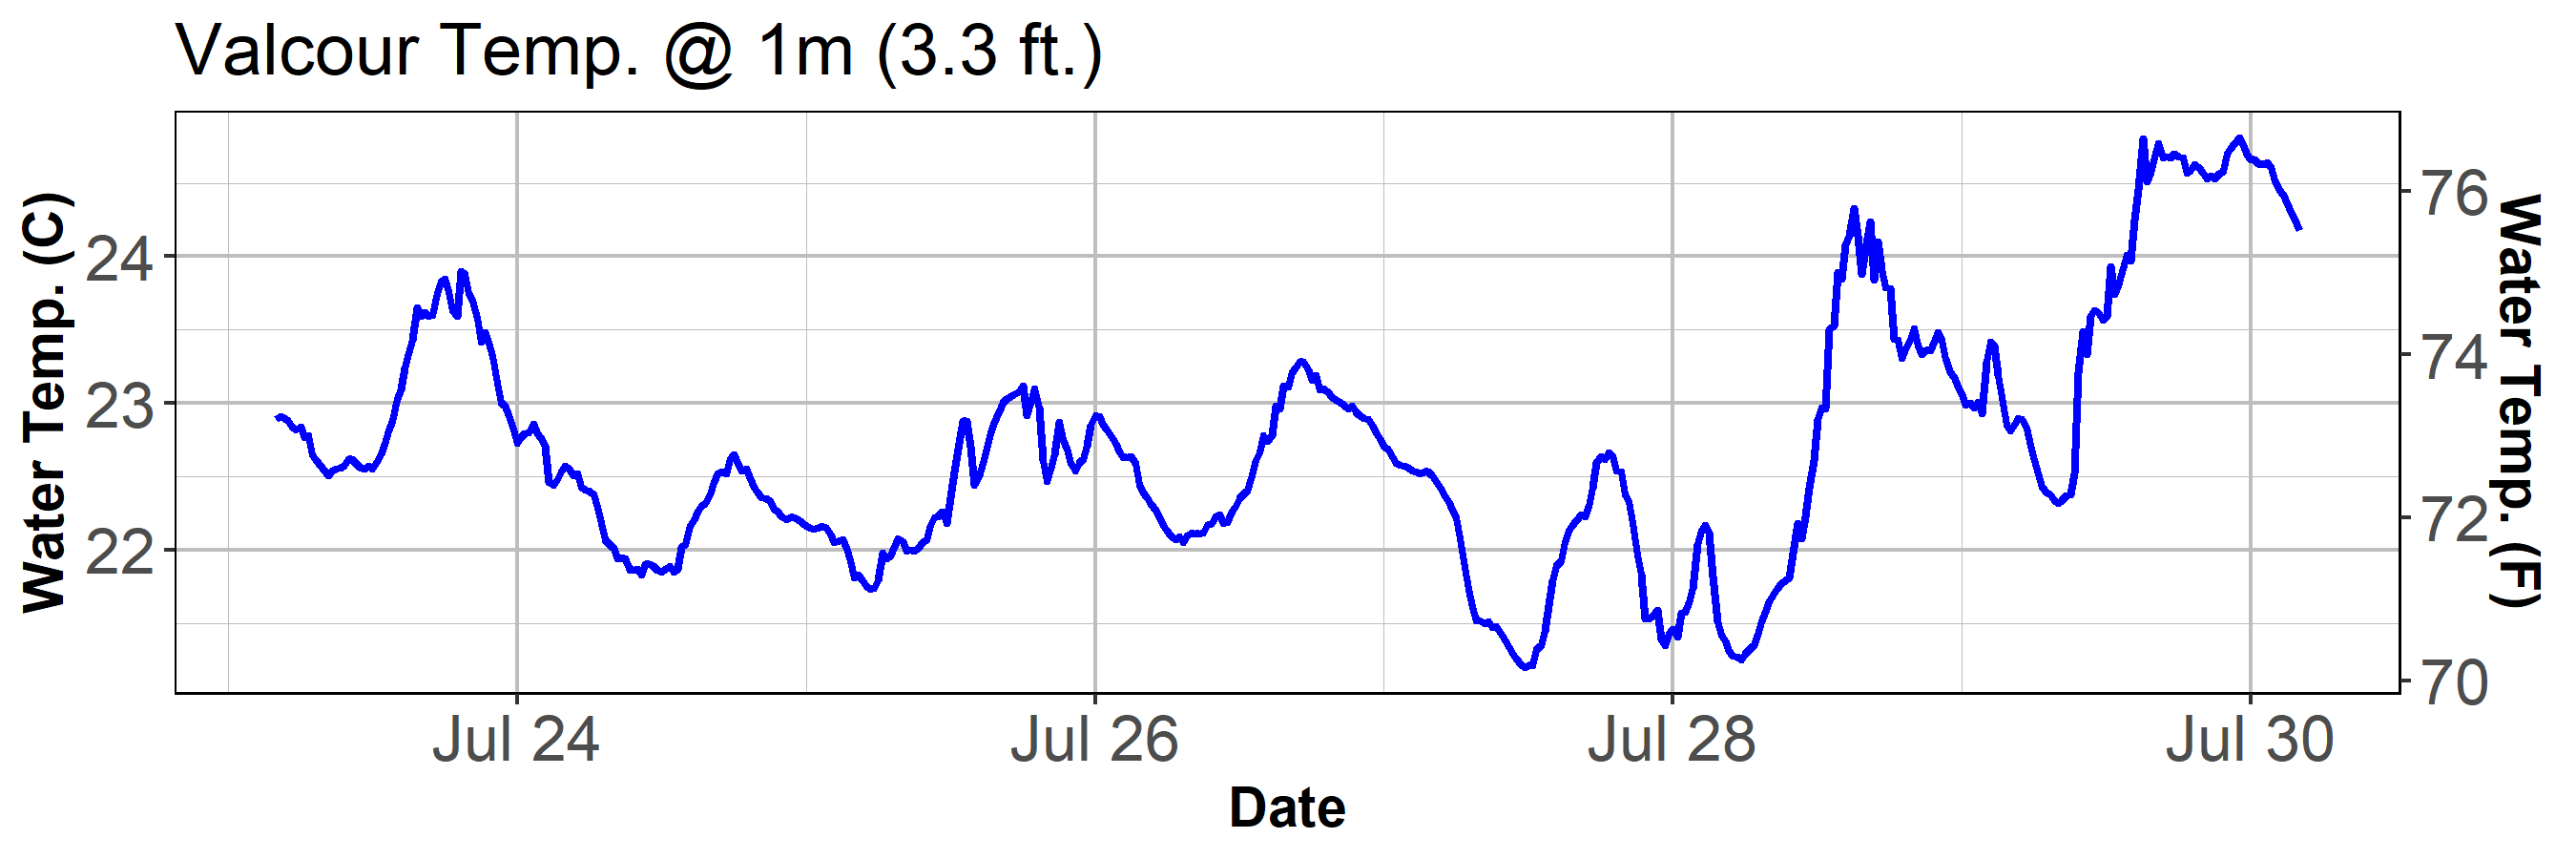 Valcour Temp. @ 1m (3.3 ft.)
Water Temp. (C)
24
23
22
76
74
72
70
Water Temp. (F)
Jul 24 Jul 26 Jul 28 Jul 30
Date